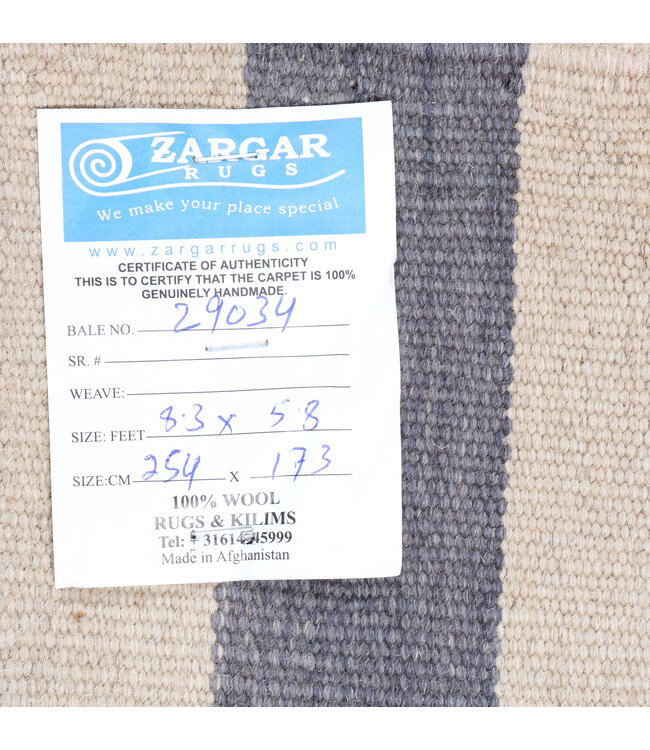 ZARGAR
RUGS
We make your place special
www.zargarrugs.com
CERTIFICATE OF AUTHENTICITY
THIS IS TO CERTIFY THAT THE CARPET IS 100%
GENUINELY HANDMADE.
BALE NO. 29034
SR. #
WEAVE:
SIZE: FEET 8.3 x 5.8
SIZE:CM 254 X 173
100% WOOL
RUGS & KILIMS
Tel: 45999
Made in Afghanistan